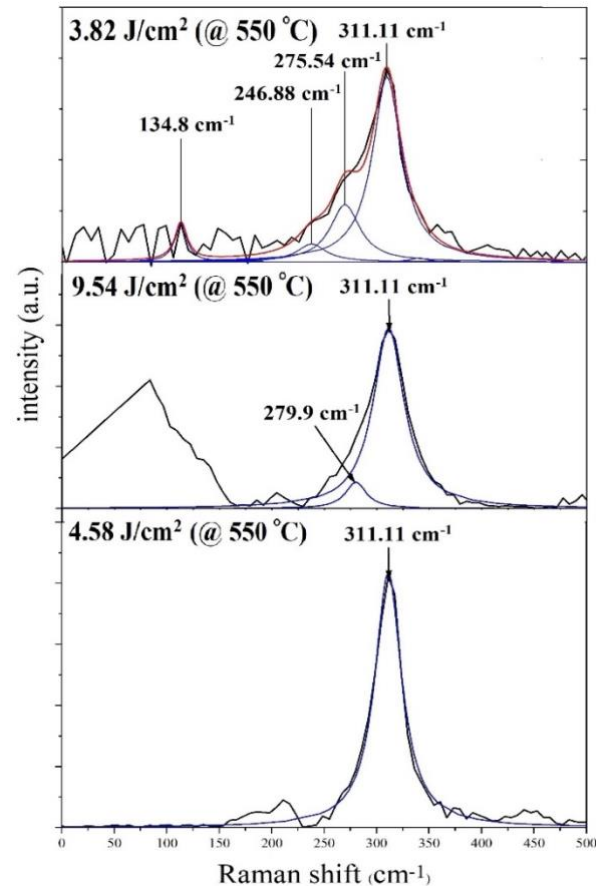 3.82 J/cm² (@ 550 °C)
311.11 cm⁻¹
275.54 cm⁻¹
246.88 cm⁻¹
134.8 cm⁻¹
9.54 J/cm² (@ 550 °C)
311.11 cm⁻¹
279.9 cm⁻¹
4.58 J/cm² (@ 550 °C)
311.11 cm⁻¹
intensity (a.u.)
0 50 100 150 200 250 300 350 400 450 500
Raman shift (cm⁻¹)